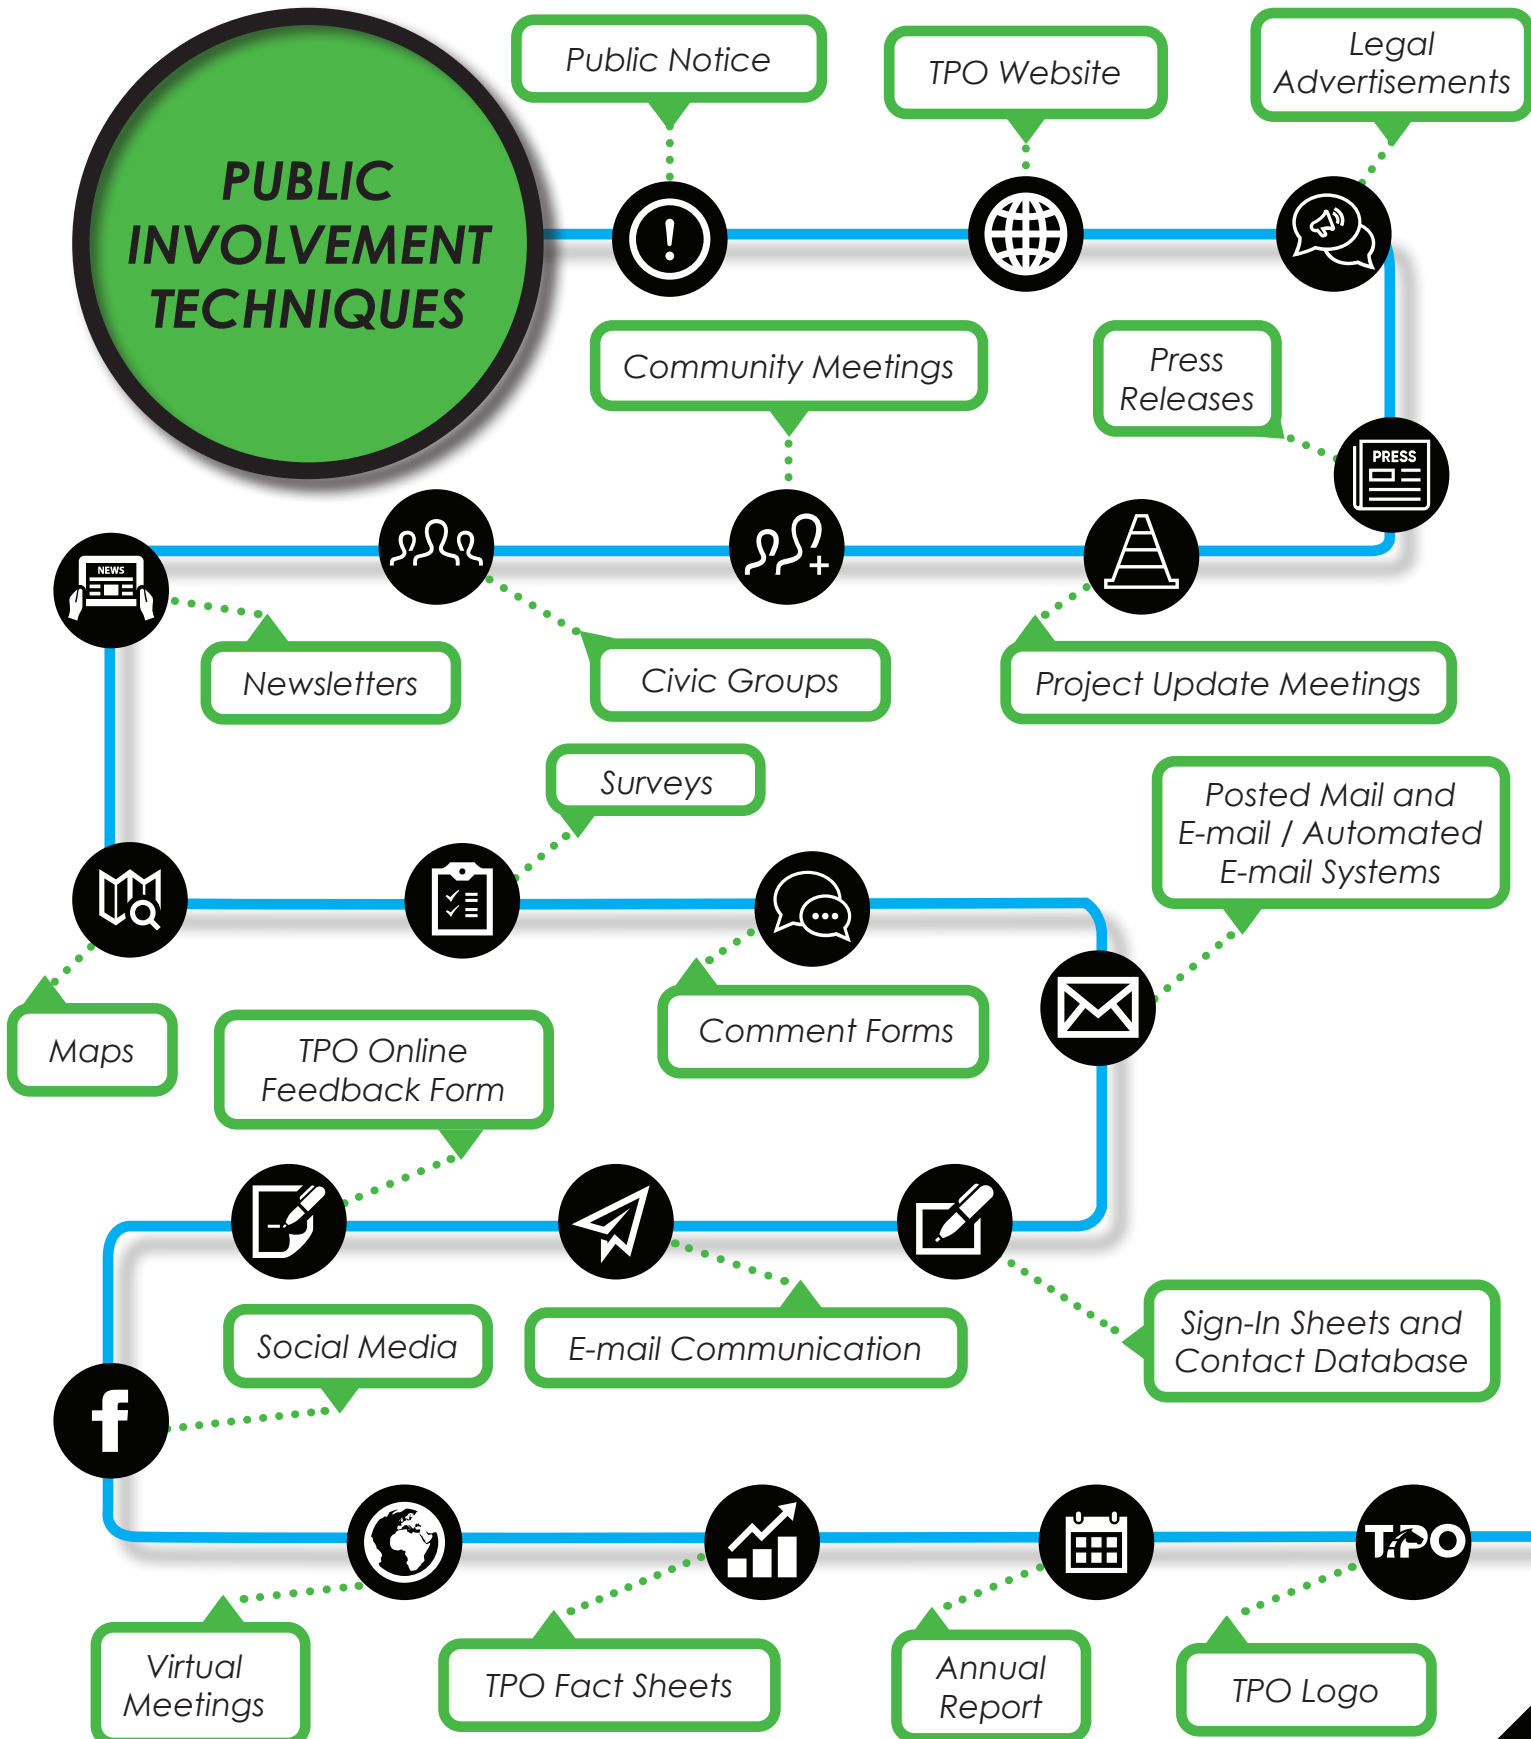 PUBLIC
INVOLVEMENT
TECHNIQUES
Public Notice
TPO Website
Legal
Advertisements
Press
Releases
PRESS
Community Meetings
NEWS
Newsletters
Civic Groups
Project Update Meetings
Surveys
Posted Mail and
E-mail / Automated
E-mail Systems
Maps
Comment Forms
TPO Online
Feedback Form
Social Media
E-mail Communication
Sign-In Sheets and
Contact Database
f
TPO
Virtual
Meetings
TPO Fact Sheets
Annual
Report
TPO Logo